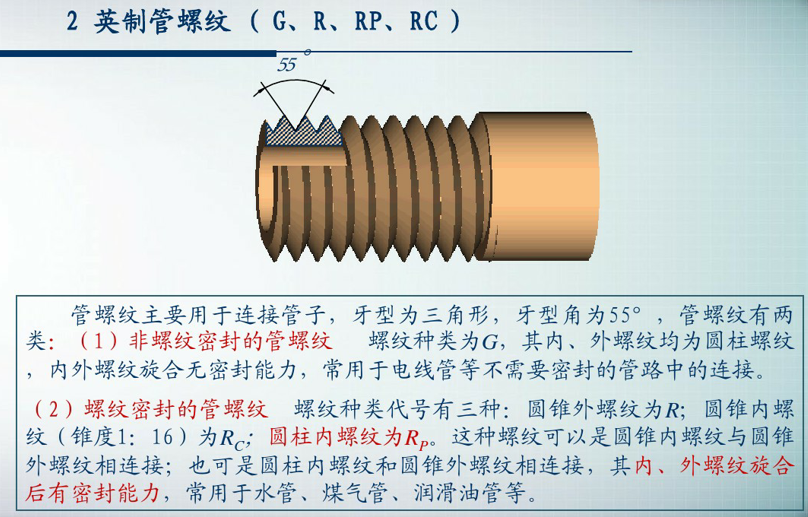 2 英制管螺纹 ( G、R、RP、RC )
55°
管螺纹主要用于连接管子，牙型为三角形，牙型角为55°，管螺纹有两
类：（1）非螺纹密封的管螺纹 螺纹种类为G，其内、外螺纹均为圆柱螺纹
，内外螺纹旋合无密封能力，常用于电线管等不需要密封的管路中的连接。
（2）螺纹密封的管螺纹 螺纹种类代号有三种：圆锥外螺纹为R；圆锥内螺
纹（锥度1：16）为RC；圆柱内螺纹为RP。这种螺纹可以是圆锥内螺纹与圆锥
外螺纹相连接；也可是圆柱内螺纹和圆锥外螺纹相连接，其内、外螺纹旋合
后有密封能力，常用于水管、煤气管、润滑油管等。